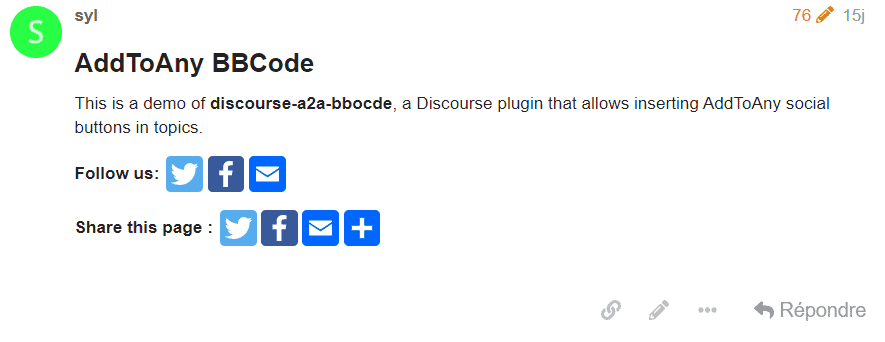 S
syl
76
15j
AddToAny BBCode
This is a demo of discourse-a2a-bbocde, a Discourse plugin that allows inserting AddToAny social
buttons in topics.
Follow us:
Share this page :
Répondre